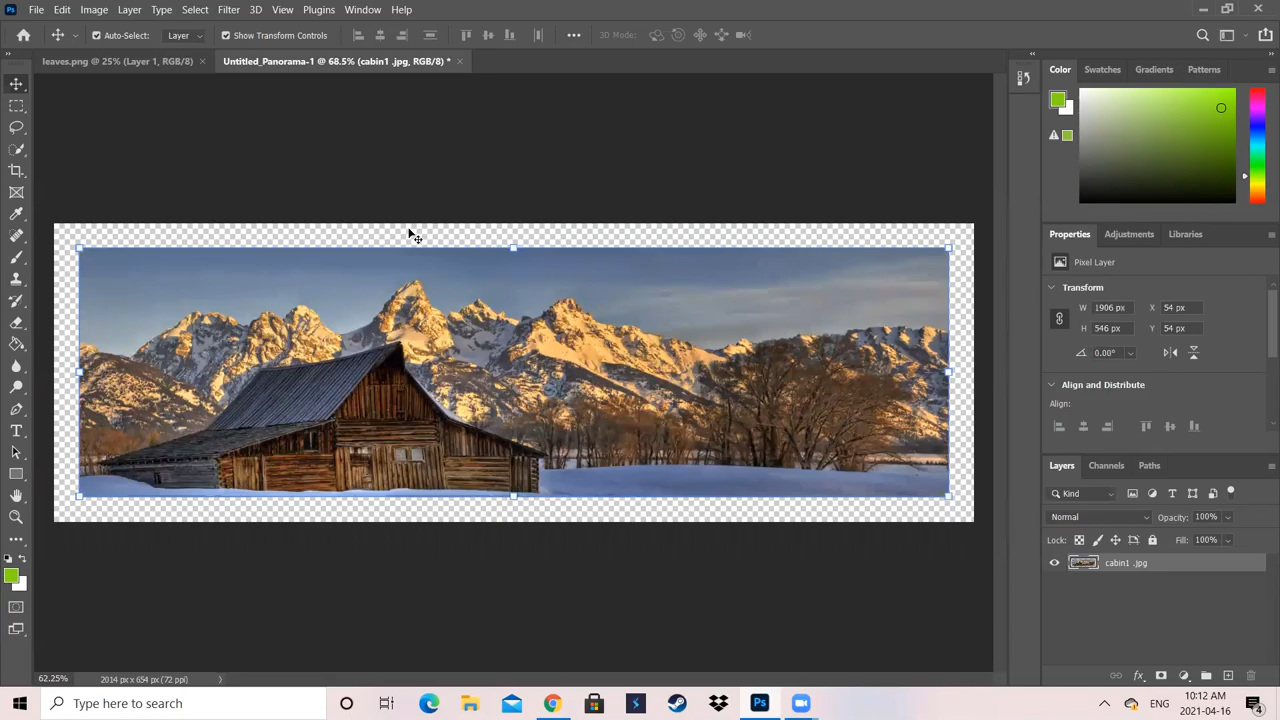 Ps File Edit Image Layer Type Select Filter 3D View Plugins Window Help
Auto-Select: Layer Show Transform Controls ••• 3D Mode:
leaves.png @ 25% (Layer 1, RGB/8) × Untitled_Panorama-1 @ 68.5% (cabin1 .jpg, RGB/8) * ×
Color Swatches Gradients Patterns
Properties Adjustments Libraries
Pixel Layer
Transform
W 1906 px X 54 px
H 546 px Y 54 px
0.00°
Align and Distribute
Align:
Layers Channels Paths
Kind
Normal Opacity: 100%
Lock: Fill: 100%
cabin1 .jpg
fx
62.25% 2014 px x 654 px (72 ppi)
Type here to search
Ps
ENG
10:12 AM
2021-04-16
4